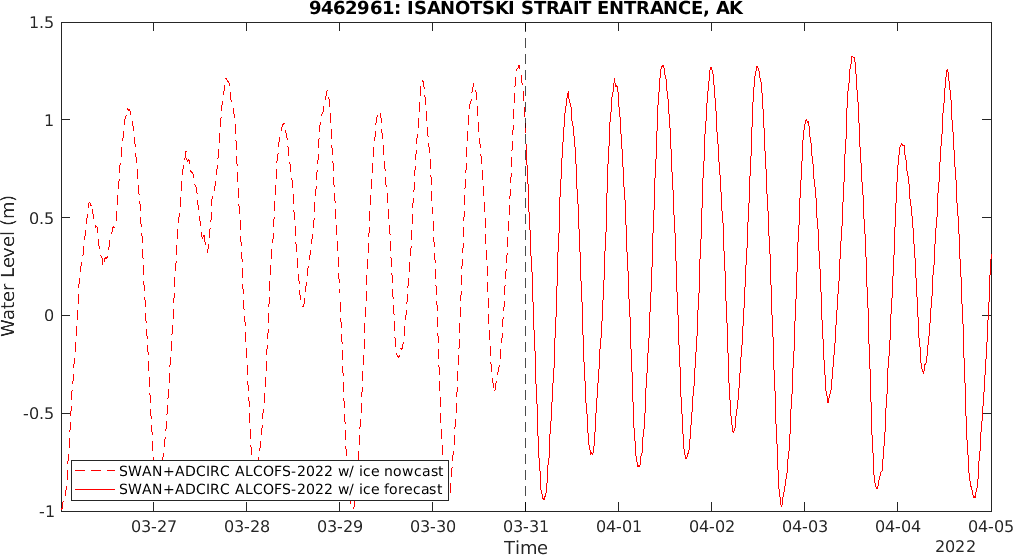 9462961: ISANOTSKI STRAIT ENTRANCE, AK
1.5
1
0.5
0
-0.5
-1
Water Level (m)
SWAN+ADCIRC ALCOFS-2022 w/ ice nowcast
SWAN+ADCIRC ALCOFS-2022 w/ ice forecast
03-27 03-28 03-29 03-30 03-31 04-01 04-02 04-03 04-04 04-05
Time
2022